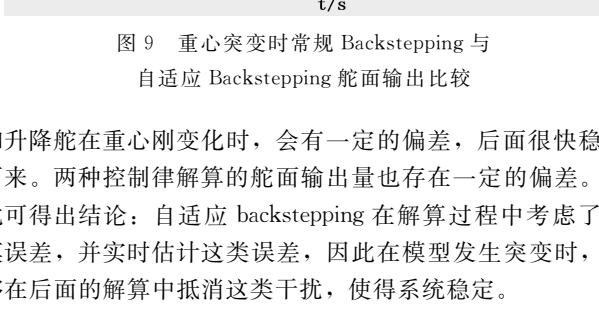 t/s
图 9 重心突变时常规 Backstepping 与
自适应 Backstepping 舵面输出比较
升降舵在重心刚变化时，会有一定的偏差，后面很快稳
来。两种控制律解算的舵面输出量也存在一定的偏差。
可得出结论：自适应 backstepping 在解算过程中考虑了
误差，并实时估计这类误差，因此在模型发生突变时，
在后面的解算中抵消这类干扰，使得系统稳定。